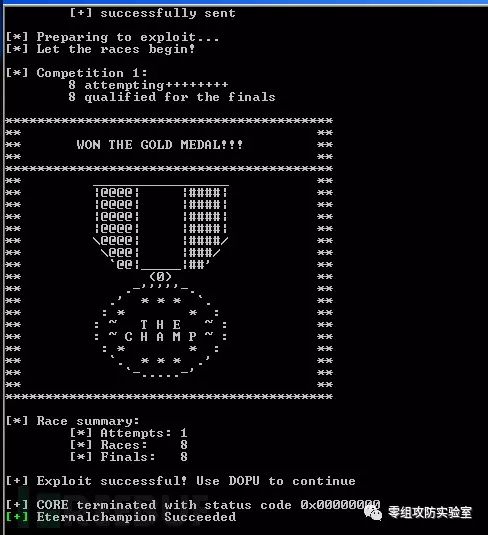 [+] successfully sent
[*] Preparing to exploit...
[*] Let the races begin!
[*] Competition 1:
8 attempting++++++++
8 qualified for the finals
*******************************************
** **
** WON THE GOLD MEDAL!!! **
** **
*******************************************
** ____________________ **
** |@@@@| |####| **
** |@@@@| |####| **
** |@@@@| |####| **
** |@@@@| |####| **
** \@@@@| |####/ **
** \@@@| |###/ **
** `@@|______|##' **
** (O) **
** .-'''''-. **
** .' * * * `. **
** : * * : **
** : ~ T H E ~ : **
** : ~ C H A M P ~ : **
** : * * : **
** `. * * * .' **
** `-.....-' **
** **
*******************************************
[*] Race summary:
[*] Attempts: 1
[*] Races: 8
[*] Finals: 8
[+] Exploit successful! Use DOPU to continue
[+] CORE terminated with status code 0x00000000
[+] Eternalchampion Succeeded
零组攻防实验室